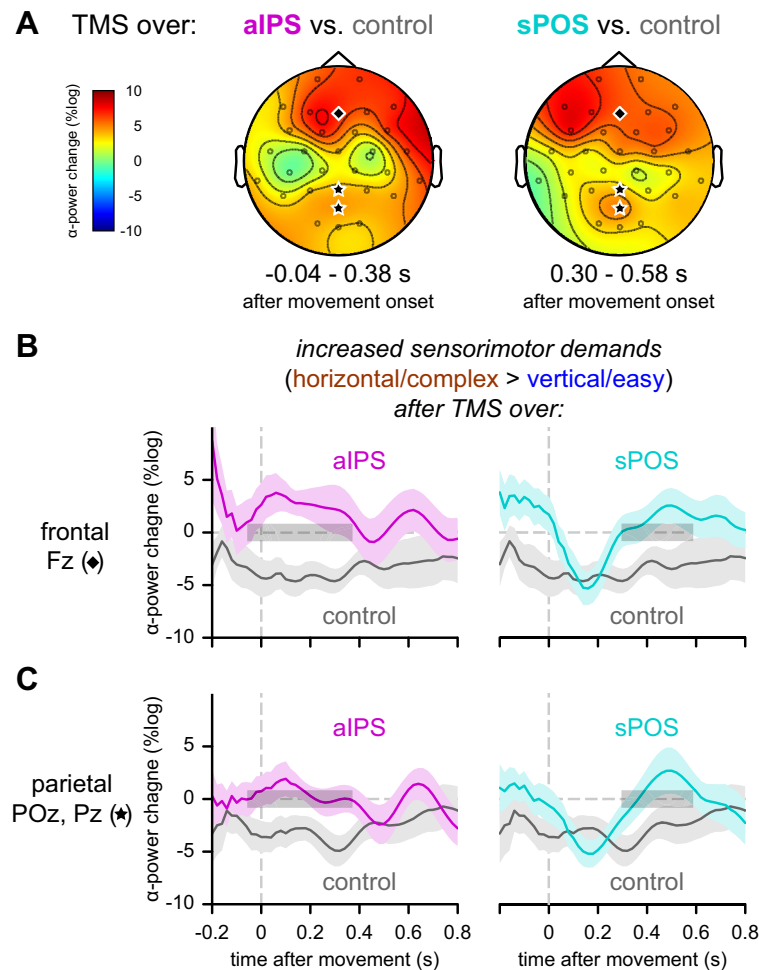 A TMS over: aIPS vs. control sPOS vs. control
α-power change (%log)
10
5
0
-5
-10
-0.04 - 0.38 s
after movement onset
0.30 - 0.58 s
after movement onset
B
increased sensorimotor demands
(horizontal/complex > vertical/easy)
after TMS over:
frontal
Fz (◆)
α-power chagne (%log)
5
0
-5
-10
aIPS
control
sPOS
control
C
parietal
POz, Pz (★)
α-power chagne (%log)
5
0
-5
-10
aIPS
control
sPOS
control
-0.2 0 0.2 0.4 0.6 0.8
time after movement (s)
0 0.2 0.4 0.6 0.8
time after movement (s)